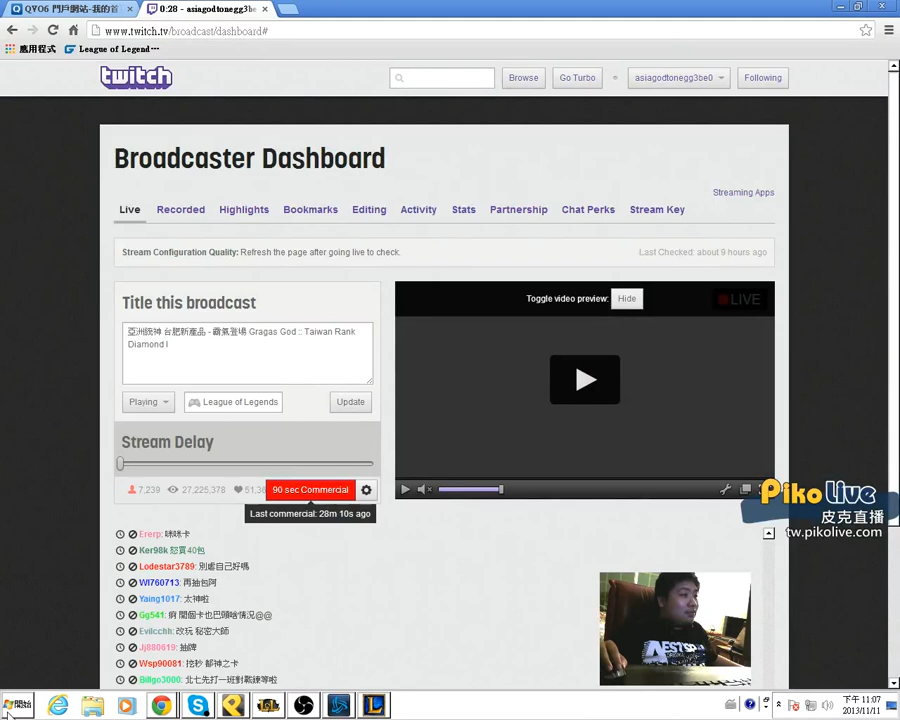 QVO6 門戶網站-我的首
0:28 - asiagodtonegg3be
www.twitch.tv/broadcast/dashboard#
應用程式
League of Legend…
twitch
Browse
Go Turbo
asiagodtonegg3be0
Following
Broadcaster Dashboard
Streaming Apps
Live Recorded Highlights Bookmarks Editing Activity Stats Partnership Chat Perks Stream Key
Stream Configuration Quality: Refresh the page after going live to check.
Last Checked: about 9 hours ago
Title this broadcast
亞洲統神 台肥新產品 - 霸氣登場 Gragas God :: Taiwan Rank
Diamond I
Playing
League of Legends
Update
Stream Delay
7,239 27,225,378 51,36
90 sec Commercial
Last commercial: 28m 10s ago
Toggle video preview: Hide
LIVE
Piko Live
皮克直播
tw.pikolive.com
Ererp: 咪咪卡
Ker98k 怒買40包
Lodestar3789: 別虐自己好嗎
Wl760713: 再抽包阿
Yaing1017: 太神啦
Gg541: 痾 閒個卡也巴頭啥情況@@
Evilcchh: 改玩 秘密大師
Jj880619: 抽牌
Wsp90081: 挖秒 郁神之卡
Billgo3000: 北七先打一班對戰鍊等啦
AESTSR
開始
下午 11:07
2013/11/11